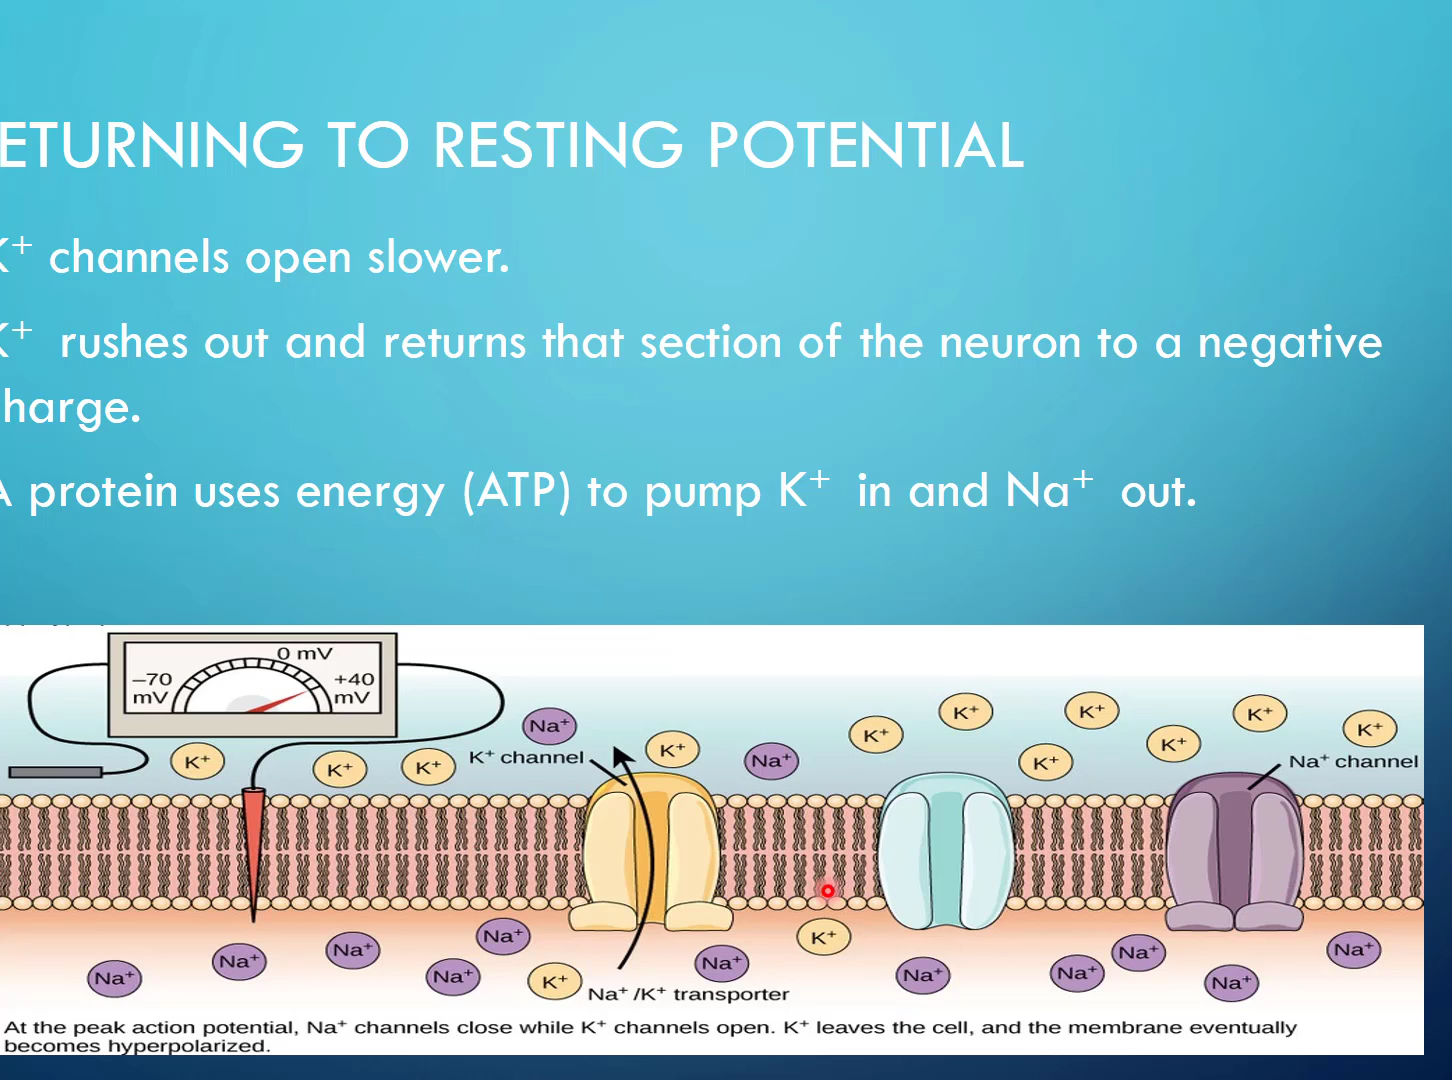 ETURNING TO RESTING POTENTIAL
K⁺ channels open slower.
K⁺ rushes out and returns that section of the neuron to a negative
harge.
A protein uses energy (ATP) to pump K⁺ in and Na⁺ out.
0 mV
–70
mV
+40
mV
Na⁺
K⁺
K⁺
K⁺
K⁺
K⁺
K⁺
K⁺
K⁺
K⁺
K⁺ channel
K⁺
Na⁺
Na⁺ channel
K⁺
Na⁺
Na⁺
Na⁺
Na⁺
Na⁺
K⁺
Na⁺
K⁺
Na⁺
Na⁺
Na⁺
Na⁺
Na⁺
Na⁺ /K⁺ transporter
At the peak action potential, Na⁺ channels close while K⁺ channels open. K⁺ leaves the cell, and the membrane eventually
becomes hyperpolarized.